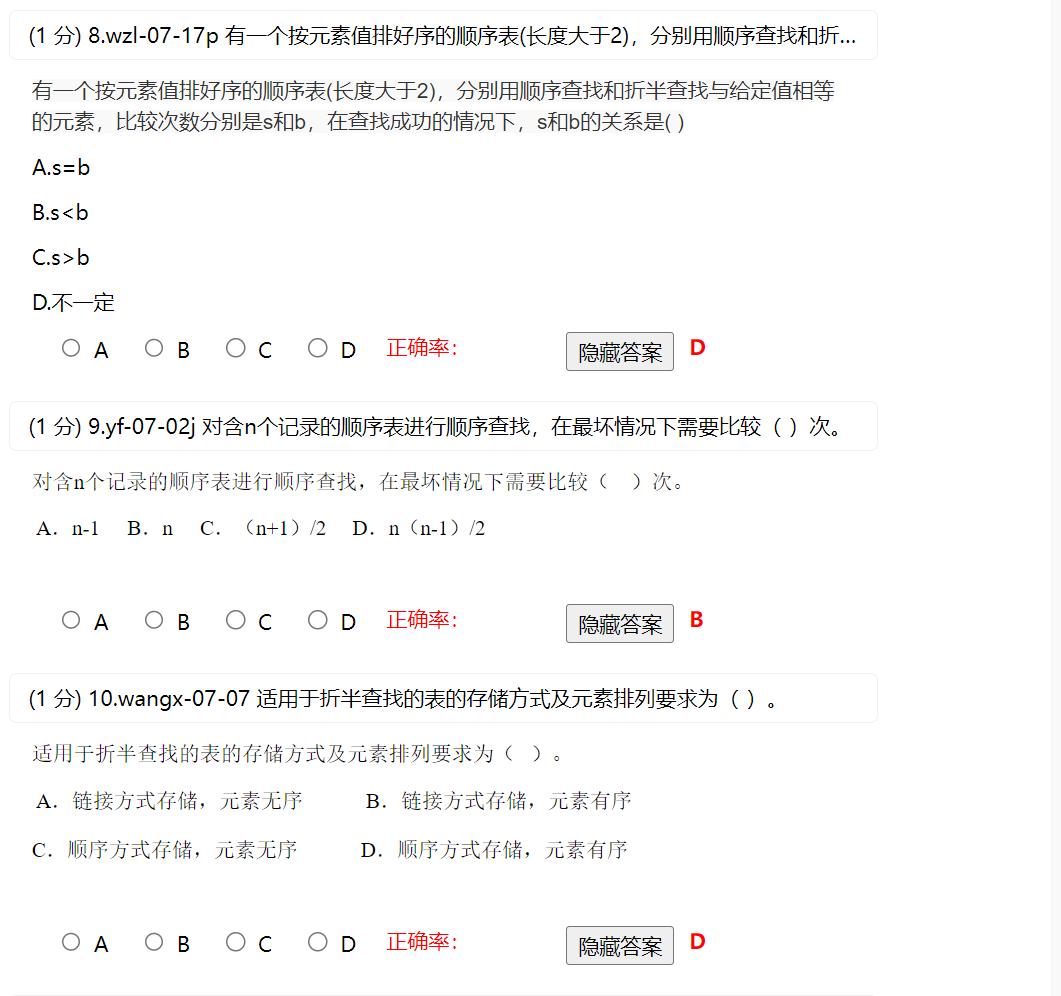 (1 分) 8.wzl-07-17p 有一个按元素值排好序的顺序表(长度大于2)，分别用顺序查找和折...
有一个按元素值排好序的顺序表(长度大于2)，分别用顺序查找和折半查找与给定值相等
的元素，比较次数分别是s和b，在查找成功的情况下，s和b的关系是( )
A.s=b
B.s<b
C.s>b
D.不一定
A B C D 正确率: 隐藏答案 D
(1 分) 9.yf-07-02j 对含n个记录的顺序表进行顺序查找，在最坏情况下需要比较（ ）次。
对含n个记录的顺序表进行顺序查找，在最坏情况下需要比较（ ）次。
A．n-1 B．n C．（n+1）/2 D．n（n-1）/2
A B C D 正确率: 隐藏答案 B
(1 分) 10.wangx-07-07 适用于折半查找的表的存储方式及元素排列要求为（ ）。
适用于折半查找的表的存储方式及元素排列要求为（ ）。
A．链接方式存储，元素无序 B．链接方式存储，元素有序
C．顺序方式存储，元素无序 D．顺序方式存储，元素有序
A B C D 正确率: 隐藏答案 D